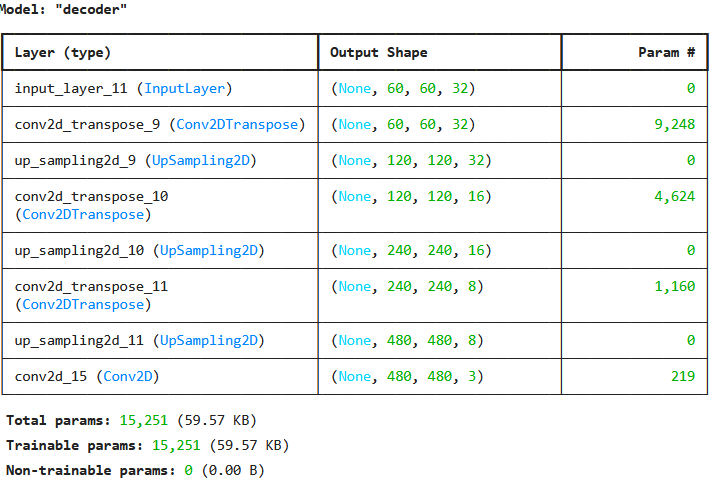 Model: "decoder"
Layer (type) Output Shape Param #
input_layer_11 (InputLayer) (None, 60, 60, 32) 0
conv2d_transpose_9 (Conv2DTranspose) (None, 60, 60, 32) 9,248
up_sampling2d_9 (UpSampling2D) (None, 120, 120, 32) 0
conv2d_transpose_10 (None, 120, 120, 16) 4,624
(Conv2DTranspose)
up_sampling2d_10 (UpSampling2D) (None, 240, 240, 16) 0
conv2d_transpose_11 (None, 240, 240, 8) 1,160
(Conv2DTranspose)
up_sampling2d_11 (UpSampling2D) (None, 480, 480, 8) 0
conv2d_15 (Conv2D) (None, 480, 480, 3) 219
Total params: 15,251 (59.57 KB)
Trainable params: 15,251 (59.57 KB)
Non-trainable params: 0 (0.00 B)